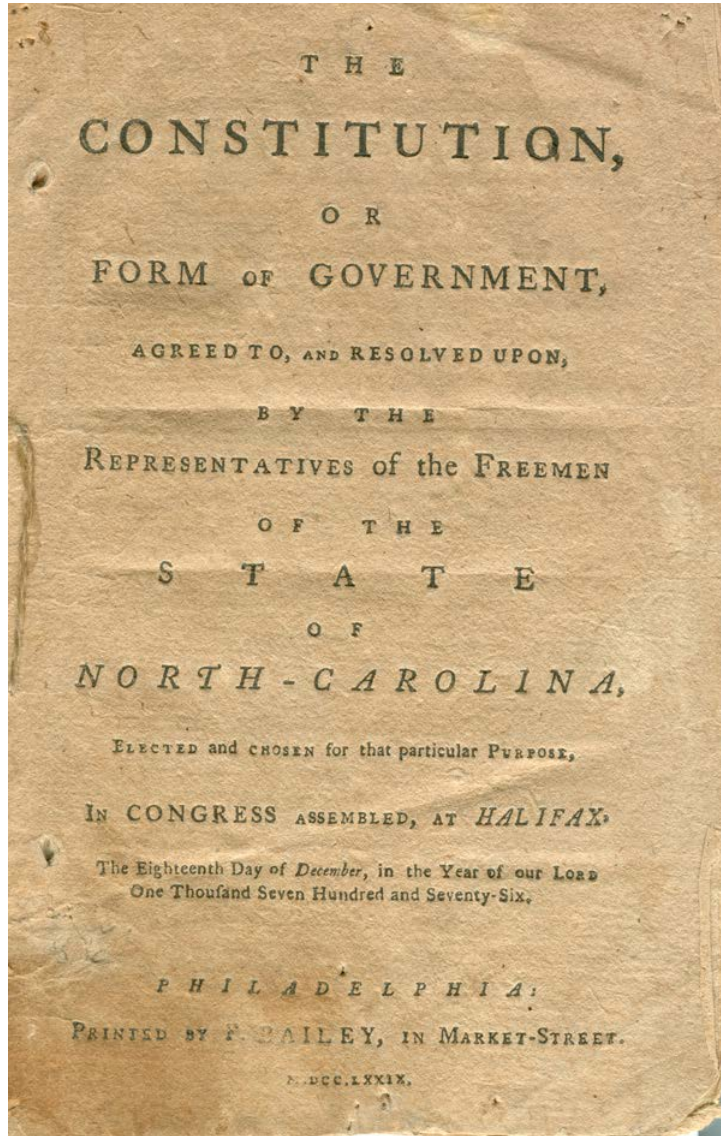 THE
CONSTITUTION,
OR
FORM OF GOVERNMENT,
AGREED TO, AND RESOLVED UPON,
BY THE
REPRESENTATIVES of the FREEMEN
OF THE
STATE
OF
NORTH-CAROLINA,
ELECTED and CHOSEN for that particular PURPOSE,
IN CONGRESS ASSEMBLED, AT HALIFAX,
The Eighteenth Day of December, in the Year of our LORD
One Thouſand Seven Hundred and Seventy-Six.
PHILADELPHIA:
PRINTED BY F. BAILEY, IN MARKET-STREET.
M.DCC.LXXIX.